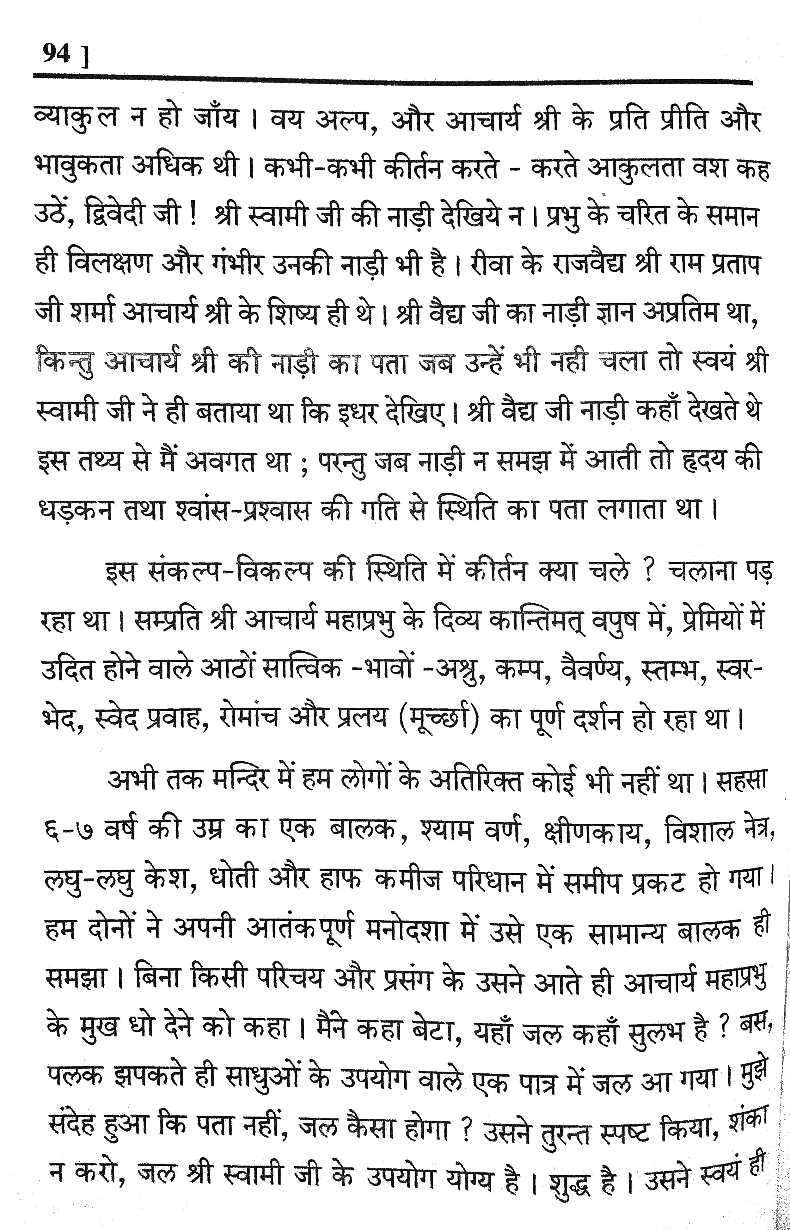 94 ]
व्याकुल न हो जाँय । वय अल्प, और आचार्य श्री के प्रति प्रीति और
भावुकता अधिक थी । कभी-कभी कीर्तन करते - करते आकुलता वश कह
उठें, द्विवेदी जी ! श्री स्वामी जी की नाड़ी देखिये न । प्रभु के चरित के समान
ही विलक्षण और गंभीर उनकी नाड़ी भी है । रीवा के राजवैद्य श्री राम प्रताप
जी शर्मा आचार्य श्री के शिष्य ही थे । श्री वैद्य जी का नाड़ी ज्ञान अप्रतिम था,
किन्तु आचार्य श्री की नाड़ी का पता जब उन्हें भी नही चला तो स्वयं श्री
स्वामी जी ने ही बताया था कि इधर देखिए । श्री वैद्य जी नाड़ी कहाँ देखते थे
इस तथ्य से मैं अवगत था ; परन्तु जब नाड़ी न समझ में आती तो हृदय की
धड़कन तथा श्वांस-प्रश्वास की गति से स्थिति का पता लगाता था ।
इस संकल्प-विकल्प की स्थिति में कीर्तन क्या चले ? चलाना पड़
रहा था । सम्प्रति श्री आचार्य महाप्रभु के दिव्य कान्तिमत् वपुष में, प्रेमियों में
उदित होने वाले आठों सात्विक -भावों -अश्रु, कम्प, वैवर्ण्य, स्तम्भ, स्वर-
भेद, स्वेद प्रवाह, रोमांच और प्रलय (मूर्च्छा) का पूर्ण दर्शन हो रहा था ।
अभी तक मन्दिर में हम लोगों के अतिरिक्त कोई भी नहीं था । सहसा
६-७ वर्ष की उम्र का एक बालक, श्याम वर्ण, क्षीणकाय, विशाल नेत्र,
लघु-लघु केश, धोती और हाफ कमीज परिधान में समीप प्रकट हो गया ।
हम दोनों ने अपनी आतंकपूर्ण मनोदशा में उसे एक सामान्य बालक ही
समझा । बिना किसी परिचय और प्रसंग के उसने आते ही आचार्य महाप्रभु
के मुख धो देने को कहा । मैंने कहा बेटा, यहाँ जल कहाँ सुलभ है ? बस,
पलक झपकते ही साधुओं के उपयोग वाले एक पात्र में जल आ गया । मुझे
संदेह हुआ कि पता नहीं, जल कैसा होगा ? उसने तुरन्त स्पष्ट किया, शंका
न करो, जल श्री स्वामी जी के उपयोग योग्य है । शुद्ध है । उसने स्वयं ही